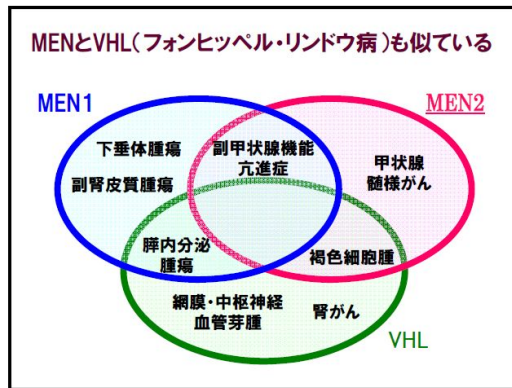 MENとVHL(フォンヒッペル・リンドウ病)も似ている
MEN1
MEN2
下垂体腫瘍
副腎皮質腫瘍
副甲状腺機能
亢進症
甲状腺
髄様がん
膵内分泌
腫瘍
褐色細胞腫
網膜・中枢神経
血管芽腫
腎がん
VHL